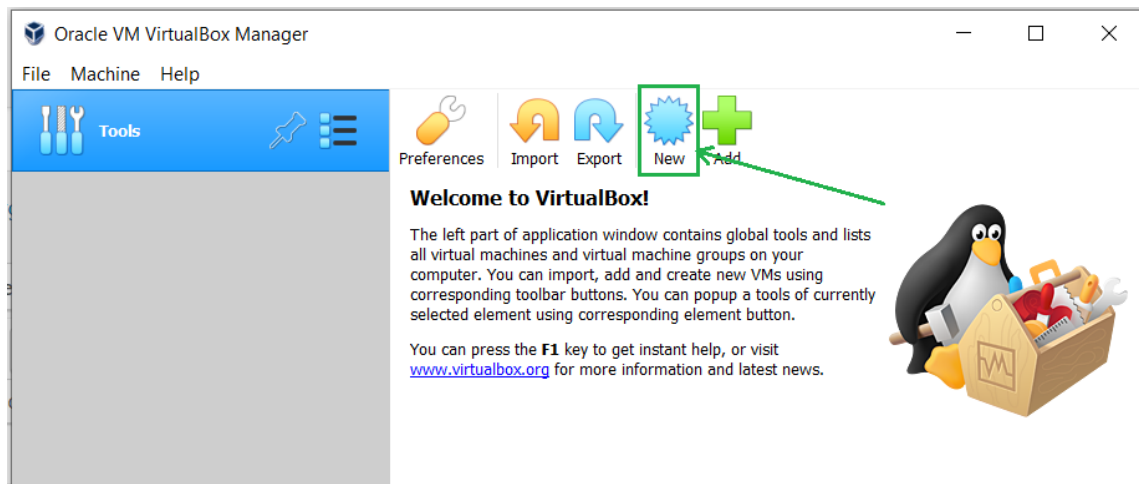 Oracle VM VirtualBox Manager
File Machine Help
Tools
Preferences Import Export New Add
Welcome to VirtualBox!
The left part of application window contains global tools and lists
all virtual machines and virtual machine groups on your
computer. You can import, add and create new VMs using
corresponding toolbar buttons. You can popup a tools of currently
selected element using corresponding element button.
You can press the F1 key to get instant help, or visit
www.virtualbox.org for more information and latest news.